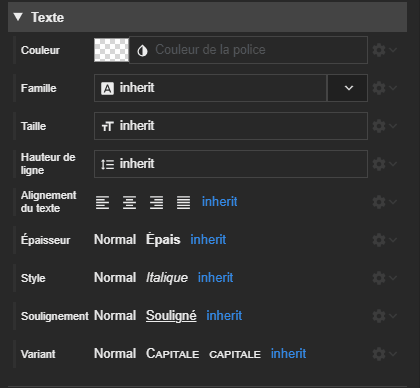 Texte
Couleur Couleur de la police
Famille inherit
Taille inherit
Hauteur de
ligne inherit
Alignement
du texte inherit
Épaisseur Normal Épais inherit
Style Normal Italique inherit
Soulignement Normal Souligné inherit
Variant Normal Capitale capitale inherit